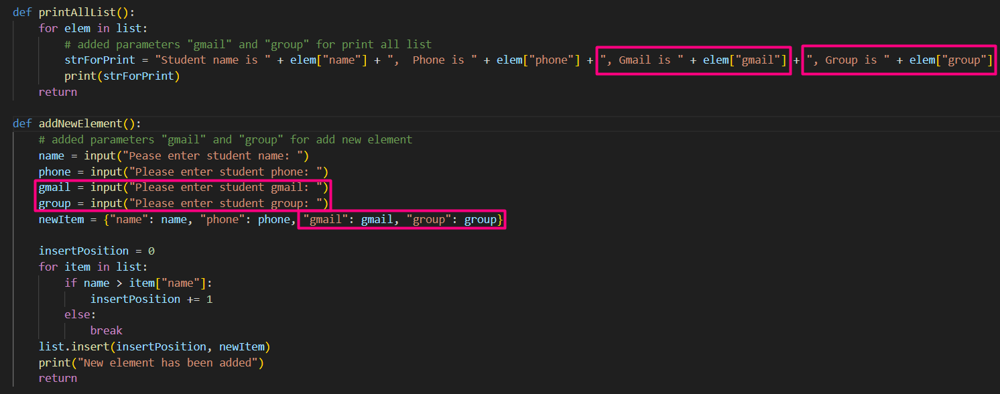 def printAllList():
    for elem in list:
        # added parameters "gmail" and "group" for print all list
        strForPrint = "Student name is " + elem["name"] + ",  Phone is " + elem["phone"] + ", Gmail is " + elem["gmail"] + ", Group is " + elem["group"]
        print(strForPrint)
    return

def addNewElement():
    # added parameters "gmail" and "group" for add new element
    name = input("Pease enter student name: ")
    phone = input("Please enter student phone: ")
    gmail = input("Please enter student gmail: ")
    group = input("Please enter student group: ")
    newItem = {"name": name, "phone": phone, "gmail": gmail, "group": group}

    insertPosition = 0
    for item in list:
        if name > item["name"]:
            insertPosition += 1
        else:
            break
    list.insert(insertPosition, newItem)
    print("New element has been added")
    return